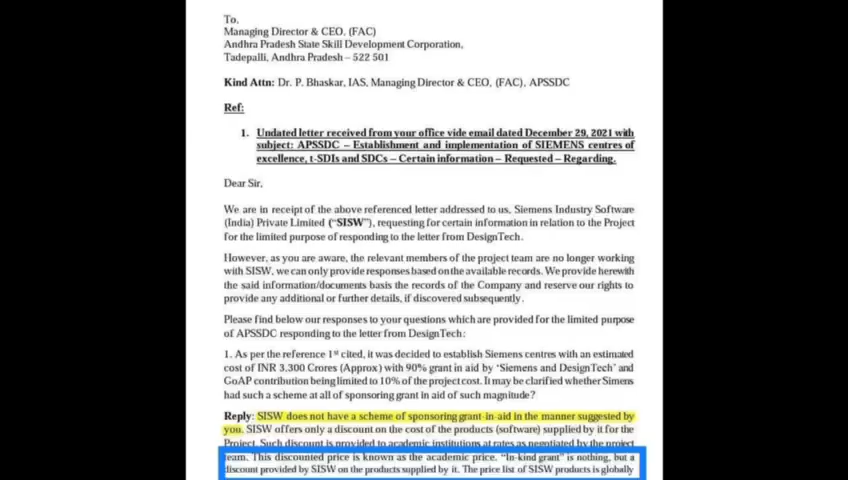 To,
Managing Director & CEO, (FAC)
Andhra Pradesh State Skill Development Corporation,
Tadepalli, Andhra Pradesh – 522 501
Kind Attn: Dr. P. Bhaskar, IAS, Managing Director & CEO, (FAC), APSSDC
Ref:
1. Undated letter received from your office vide email dated December 29, 2021 with
subject: APSSDC – Establishment and implementation of SIEMENS centres of
excellence, t-SDIs and SDCs – Certain information – Requested – Regarding.
Dear Sir,
We are in receipt of the above referenced letter addressed to us, Siemens Industry Software
(India) Private Limited ("SISW"), requesting for certain information in relation to the Project
for the limited purpose of responding to the letter from DesignTech.
However, as you are aware, the relevant members of the project team are no longer working
with SISW, we can only provide responses based on the available records. We provide herewith
the said information/documents basis the records of the Company and reserve our rights to
provide any additional or further details, if discovered subsequently.
Please find below our responses to your questions which are provided for the limited purpose
of APSSDC responding to the letter from DesignTech:
1. As per the reference 1st cited, it was decided to establish Siemens centres with an estimated
cost of INR 3,300 Crores (Approx) with 90% grant in aid by 'Siemens and DesignTech' and
GoAP contribution being limited to 10% of the project cost. It may be clarified whether Simens
had such a scheme at all of sponsoring grant in aid of such magnitude?
Reply: SISW does not have a scheme of sponsoring grant-in-aid in the manner suggested by
you. SISW offers only a discount on the cost of the products (software) supplied by it for the
Project. Such discount is provided to academic institutions at rates as negotiated by the project
team. This discounted price is known as the academic price. "In-kind grant" is nothing, but a
discount provided by SISW on the products supplied by it. The price list of SISW products is globally